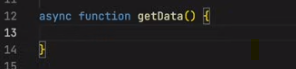 12 async function getData() {
13
14 }